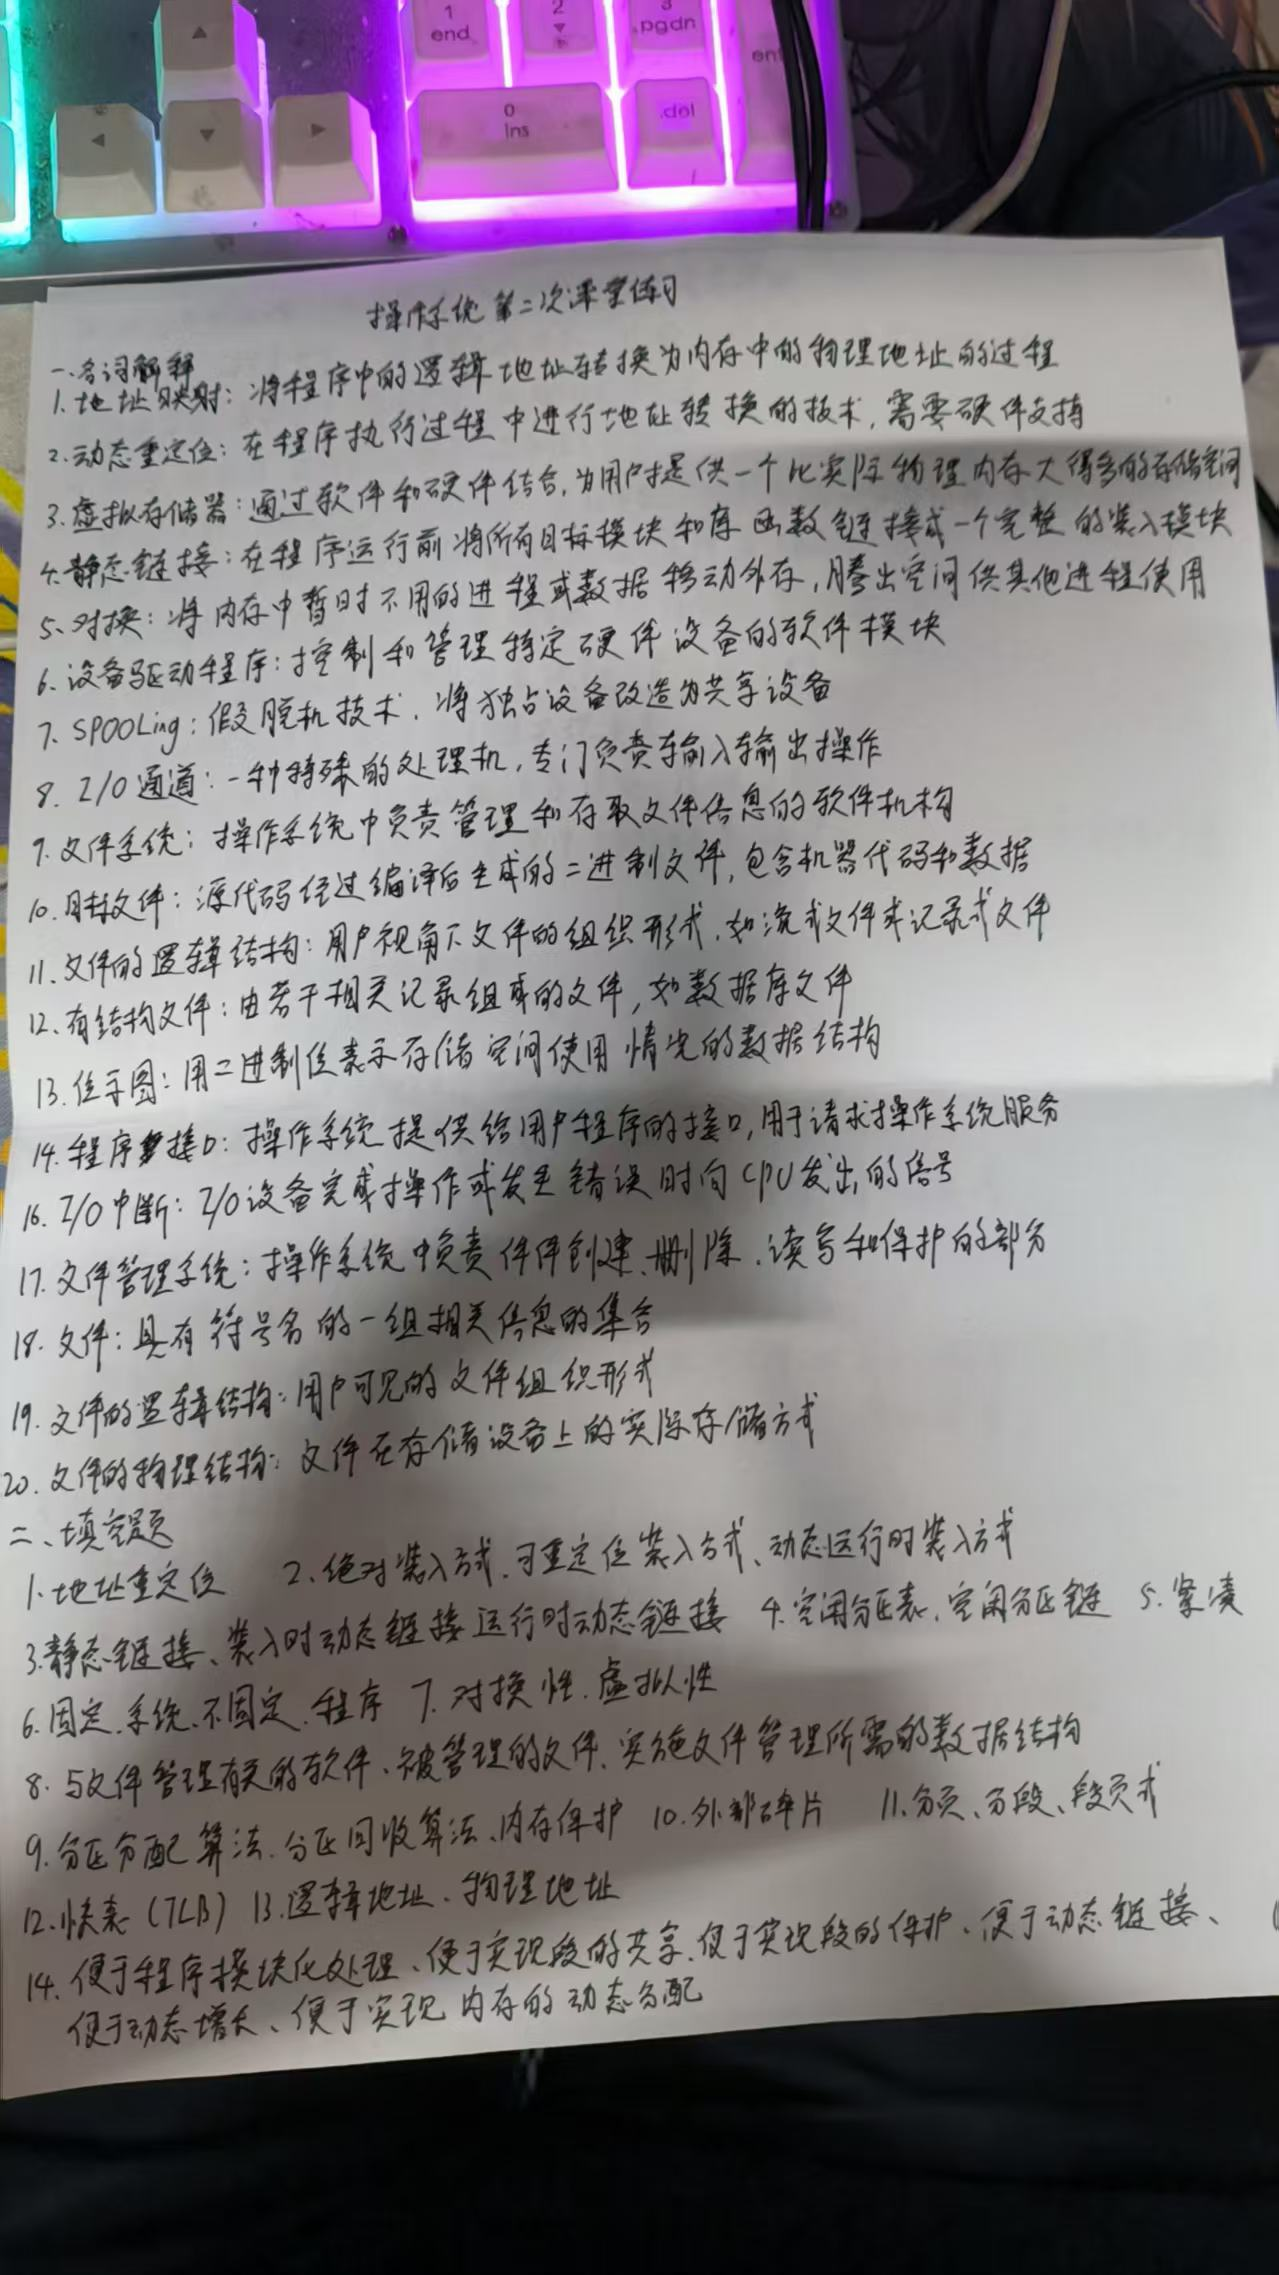 1
end
2
3
pgdn
ent
0
Ins
.del
操作系统第二次课堂练习
一、名词解释
1. 地址映射：将程序中的逻辑地址转换为内存中的物理地址的过程
2. 动态重定位：在程序执行过程中进行地址转换的技术，需要硬件支持
3. 虚拟存储器：通过软件和硬件结合，为用户提供一个比实际物理内存大得多的存储空间
4. 静态链接：在程序运行前将所有目标模块和库函数链接成一个完整的装入模块
5、对换：将内存中暂时不用的进程或数据移动外存，腾出空间供其他进程使用
6、设备驱动程序：控制和管理特定硬件设备的软件模块
7、SPOOLing：假脱机技术，将独占设备改造为共享设备
8. I/O通道：一种特殊的处理机，专门负责输入输出操作
9. 文件系统：操作系统中负责管理和存取文件信息的软件机构
10. 目标文件：源代码经过编译后生成的二进制文件，包含机器代码和数据
11. 文件的逻辑结构：用户视角下文件的组织形式，如流式文件或记录式文件
12、有结构文件：由若干相关记录组成的文件，如数据库文件
13. 位示图：用二进制位表示存储空间使用情况的数据结构
14. 程序接口：操作系统提供给用户程序的接口，用于请求操作系统服务
16. I/O中断：I/O设备完成操作或发生错误时向CPU发出的信号
17. 文件管理系统：操作系统中负责件件创建、删除、读写和保护的部分
18. 文件：具有符号名的一组相关信息的集合
19. 文件的逻辑结构：用户可见的文件组织形式
20. 文件的物理结构：文件在存储设备上的实际存储方式
二、填空题
1. 地址重定位 2、绝对装入方式、可重定位装入方式、动态运行时装入方式
3. 静态链接、装入时动态链接 运行时动态链接 4. 空闲分区表、空闲分区链 5. 紧凑
6. 固定、系统、不固定、程序 7. 对换性、虚拟性
8. 与文件管理有关的软件、被管理的文件、实施文件管理所需的数据结构
9. 分区分配算法、分区回收算法、内存保护 10. 外部碎片 11. 分页、分段、段页式
12. 快表（TLB） 13. 逻辑地址、物理地址
14. 便于程序模块化处理、便于实现段的共享、便于实现段的保护、便于动态链接、
便于动态增长、便于实现内存的动态分配